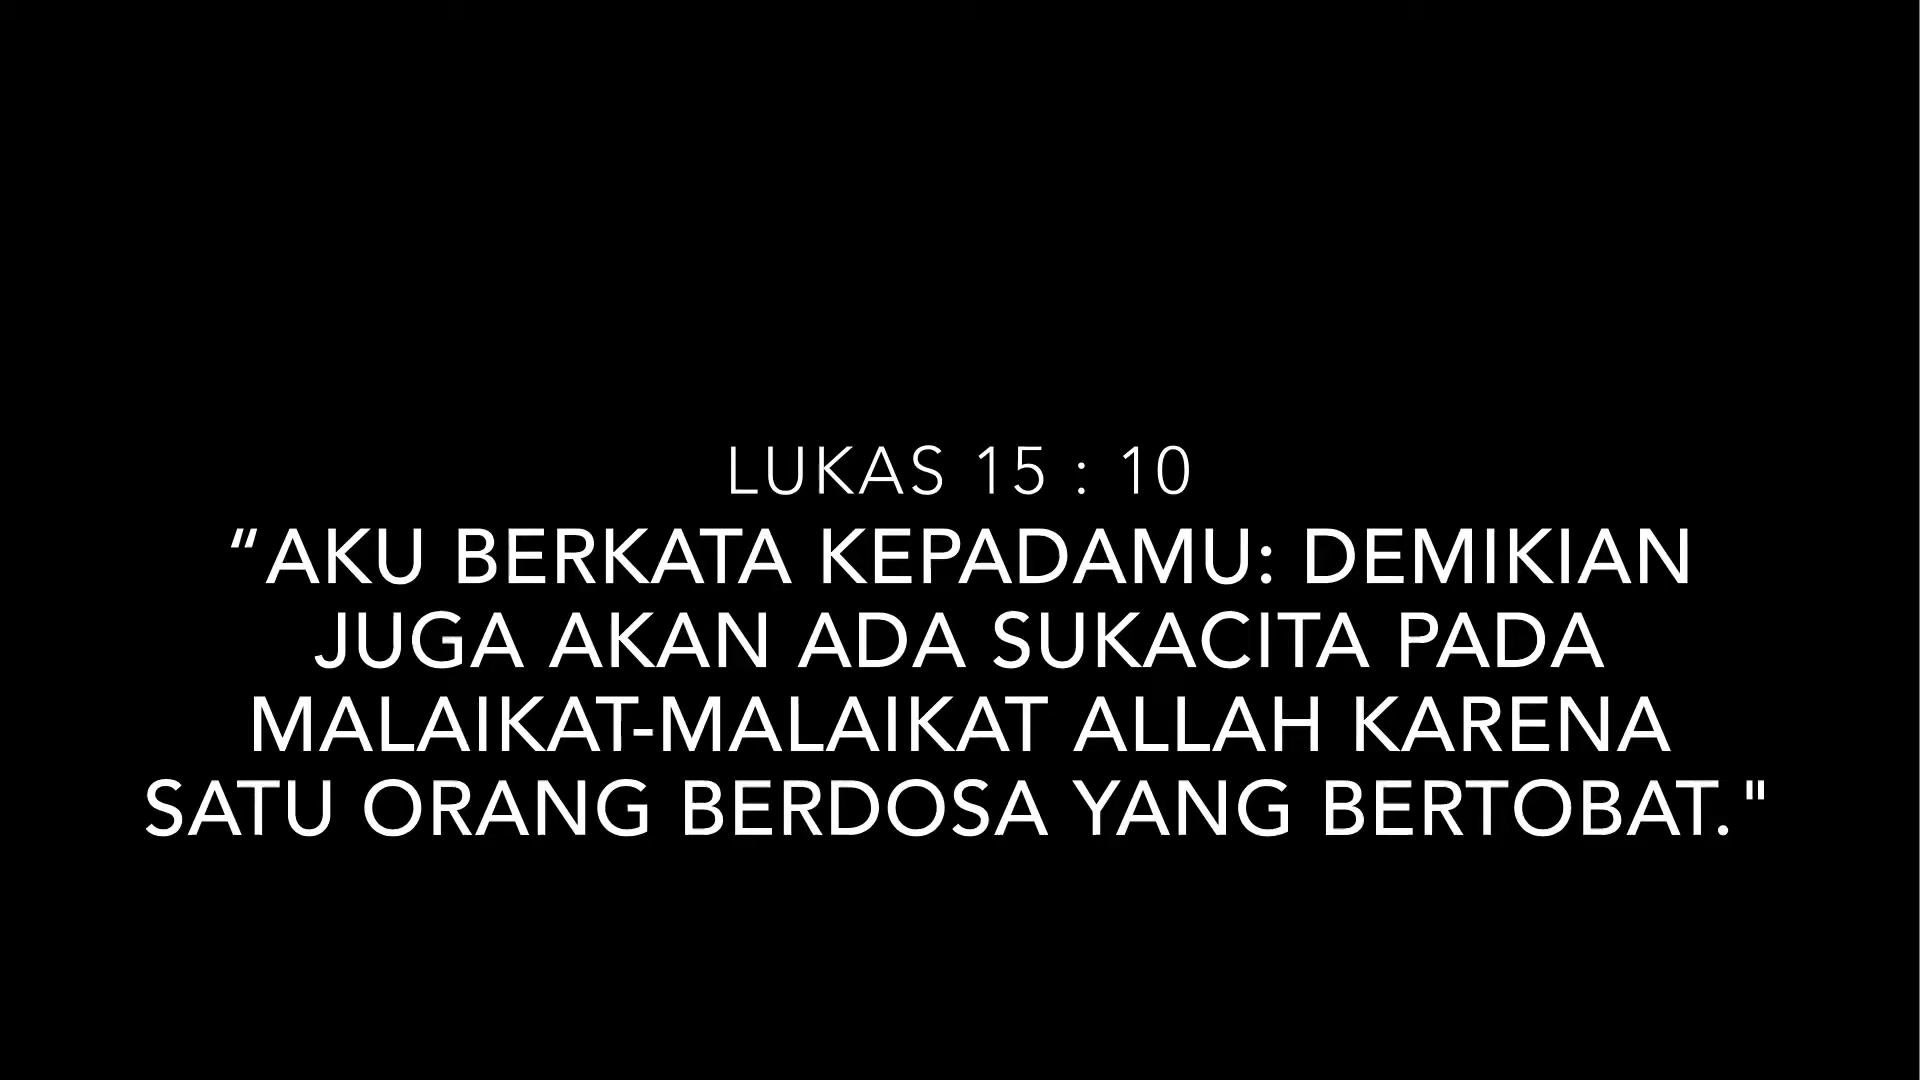 LUKAS 15 : 10
“AKU BERKATA KEPADAMU: DEMIKIAN
JUGA AKAN ADA SUKACITA PADA
MALAIKAT-MALAIKAT ALLAH KARENA
SATU ORANG BERDOSA YANG BERTOBAT."